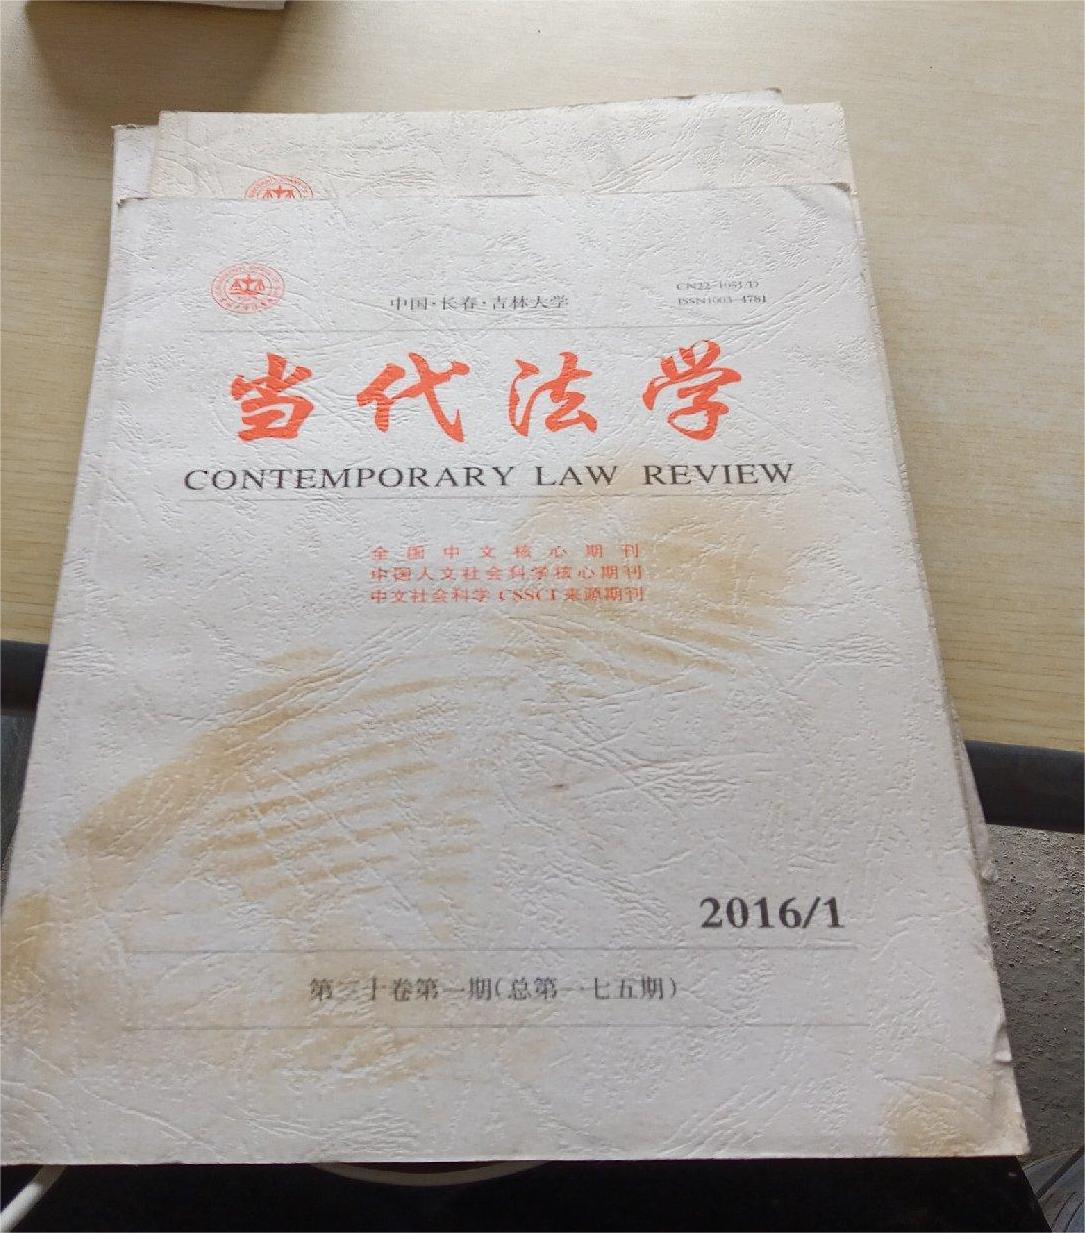 中国·长春·吉林大学
CN22-1051/D
ISSN1003-4781
当代法学
CONTEMPORARY LAW REVIEW
全国中文核心期刊
中国人文社会科学核心期刊
中文社会科学CSSCI来源期刊
2016/1
第三十卷第一期(总第一七五期)